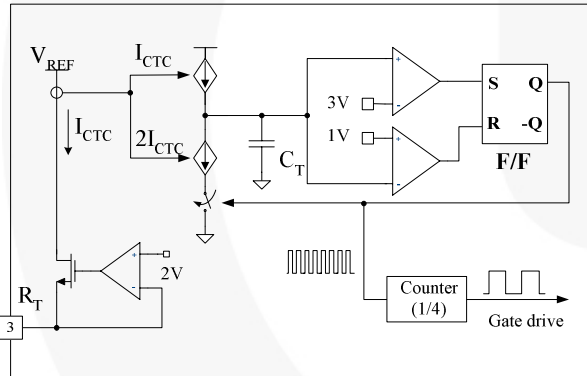 V_REF
I_CTC
I_CTC
2I_CTC
+
-
3V
1V
+
-
S Q
R -Q
F/F
C_T
+
-
2V
R_T
3
Counter
(1/4)
Gate drive